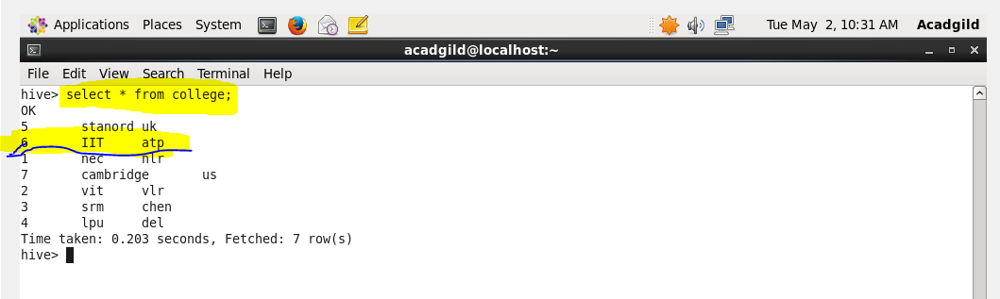 Applications Places System Tue May 2, 10:31 AM Acadgild
acadgild@localhost:~
File Edit View Search Terminal Help
hive> select * from college;
OK
5 stanord uk
6 IIT atp
1 nec nlr
7 cambridge us
2 vit vlr
3 srm chen
4 lpu del
Time taken: 0.203 seconds, Fetched: 7 row(s)
hive>